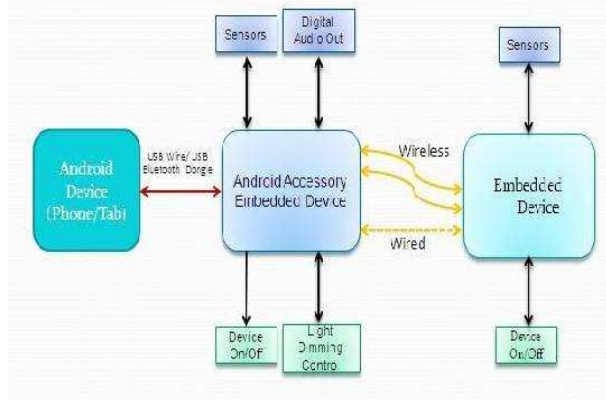 Sensors
Digital
Audio Out
Sensors
USB Wire/ USB
Bluetooth Dongle
Wireless
Android
Device
(Phone/Tab)
Android Accessory
Embedded Device
Embedded
Device
Wired
Device
On/Off
Light
Dimming
Control
Device
On/Off